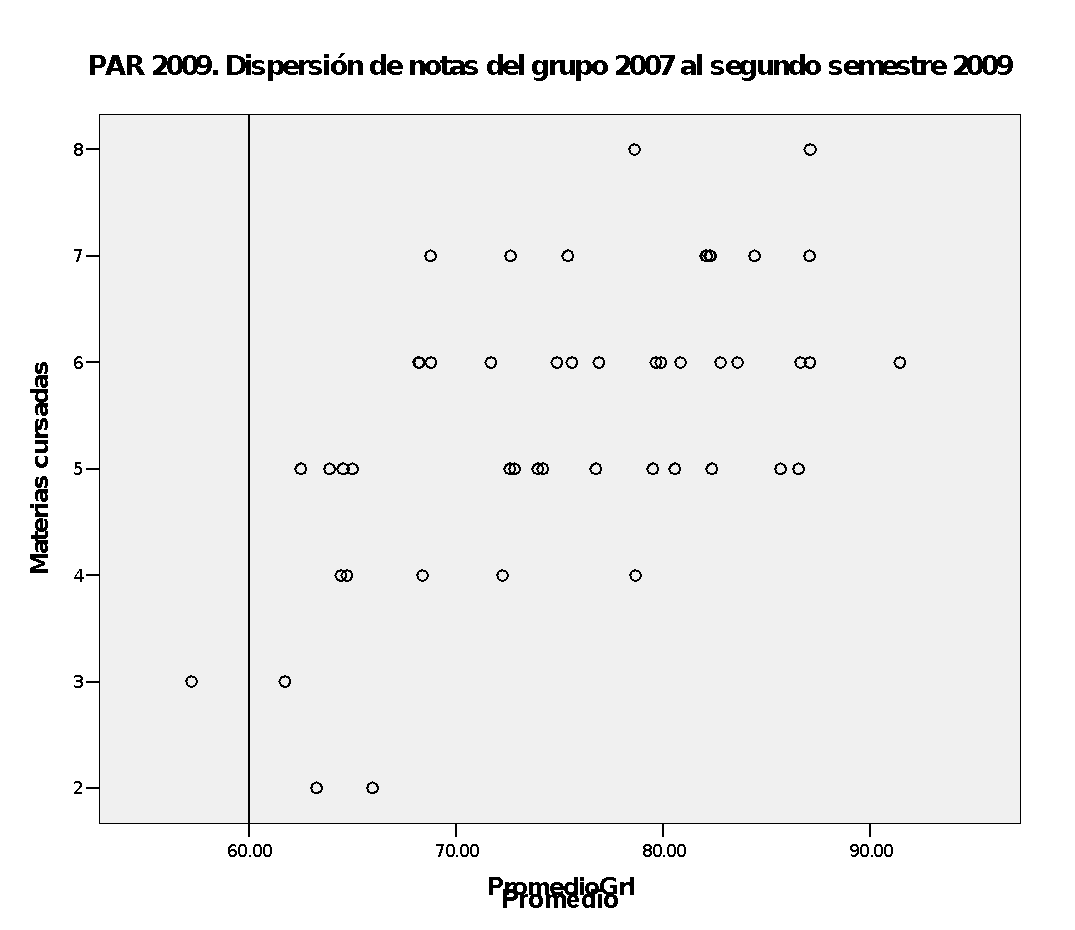 PAR 2009. Dispersión de notas del grupo 2007 al segundo semestre 2009
8
7
6
5
4
3
2
Materias cursadas
60.00 70.00 80.00 90.00
PromedioGrl
Promedio